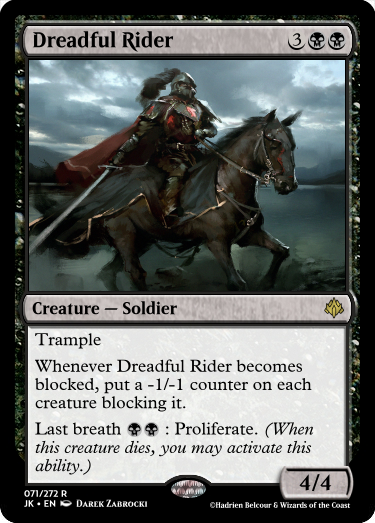 Dreadful Rider 3
Creature — Soldier
Trample
Whenever Dreadful Rider becomes
blocked, put a -1/-1 counter on each
creature blocking it.
Last breath : Proliferate. (When
this creature dies, you may activate this
ability.)
4/4
071/272 R
JK • EN DAREK ZABROCKI
©Hadrien Belcour & Wizards of the Coast